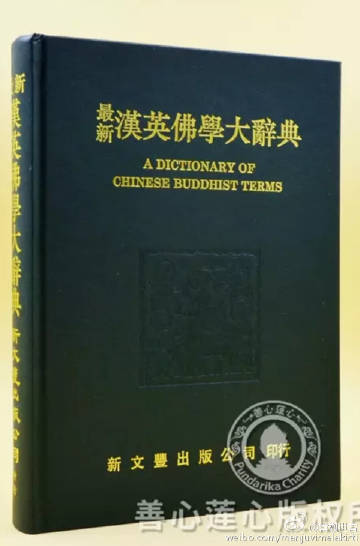 最新漢英佛學大辭典
A DICTIONARY OF
CHINESE BUDDHIST TERMS
新文豐出版公司 印行
最新漢英佛學大辭典 新文豐出版公司
善心莲心
Pundarika Charity
善心莲心版权所
weibo.com/manjuvimalakirti